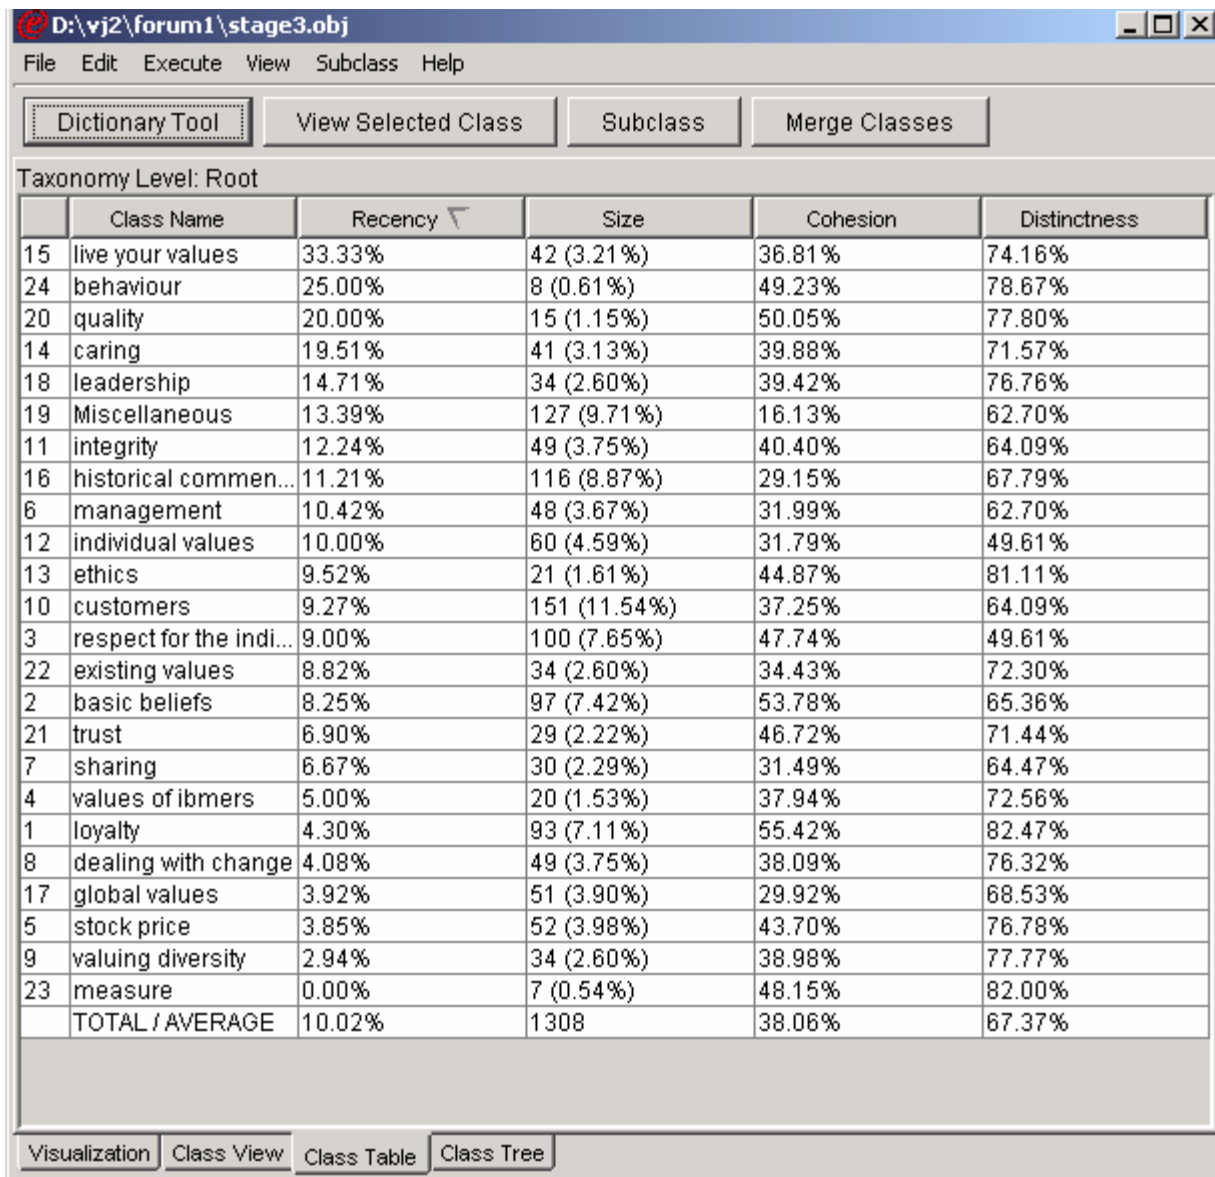 D:\vj2\forum1\stage3.obj
File Edit Execute View Subclass Help
Dictionary Tool View Selected Class Subclass Merge Classes
Taxonomy Level: Root
Class Name Recency Size Cohesion Distinctness
15 live your values 33.33% 42 (3.21%) 36.81% 74.16%
24 behaviour 25.00% 8 (0.61%) 49.23% 78.67%
20 quality 20.00% 15 (1.15%) 50.05% 77.80%
14 caring 19.51% 41 (3.13%) 39.88% 71.57%
18 leadership 14.71% 34 (2.60%) 39.42% 76.76%
19 Miscellaneous 13.39% 127 (9.71%) 16.13% 62.70%
11 integrity 12.24% 49 (3.75%) 40.40% 64.09%
16 historical commen... 11.21% 116 (8.87%) 29.15% 67.79%
6 management 10.42% 48 (3.67%) 31.99% 62.70%
12 individual values 10.00% 60 (4.59%) 31.79% 49.61%
13 ethics 9.52% 21 (1.61%) 44.87% 81.11%
10 customers 9.27% 151 (11.54%) 37.25% 64.09%
3 respect for the indi... 9.00% 100 (7.65%) 47.74% 49.61%
22 existing values 8.82% 34 (2.60%) 34.43% 72.30%
2 basic beliefs 8.25% 97 (7.42%) 53.78% 65.36%
21 trust 6.90% 29 (2.22%) 46.72% 71.44%
7 sharing 6.67% 30 (2.29%) 31.49% 64.47%
4 values of ibmers 5.00% 20 (1.53%) 37.94% 72.56%
1 loyalty 4.30% 93 (7.11%) 55.42% 82.47%
8 dealing with change 4.08% 49 (3.75%) 38.09% 76.32%
17 global values 3.92% 51 (3.90%) 29.92% 68.53%
5 stock price 3.85% 52 (3.98%) 43.70% 76.78%
9 valuing diversity 2.94% 34 (2.60%) 38.98% 77.77%
23 measure 0.00% 7 (0.54%) 48.15% 82.00%
TOTAL / AVERAGE 10.02% 1308 38.06% 67.37%
Visualization Class View Class Table Class Tree